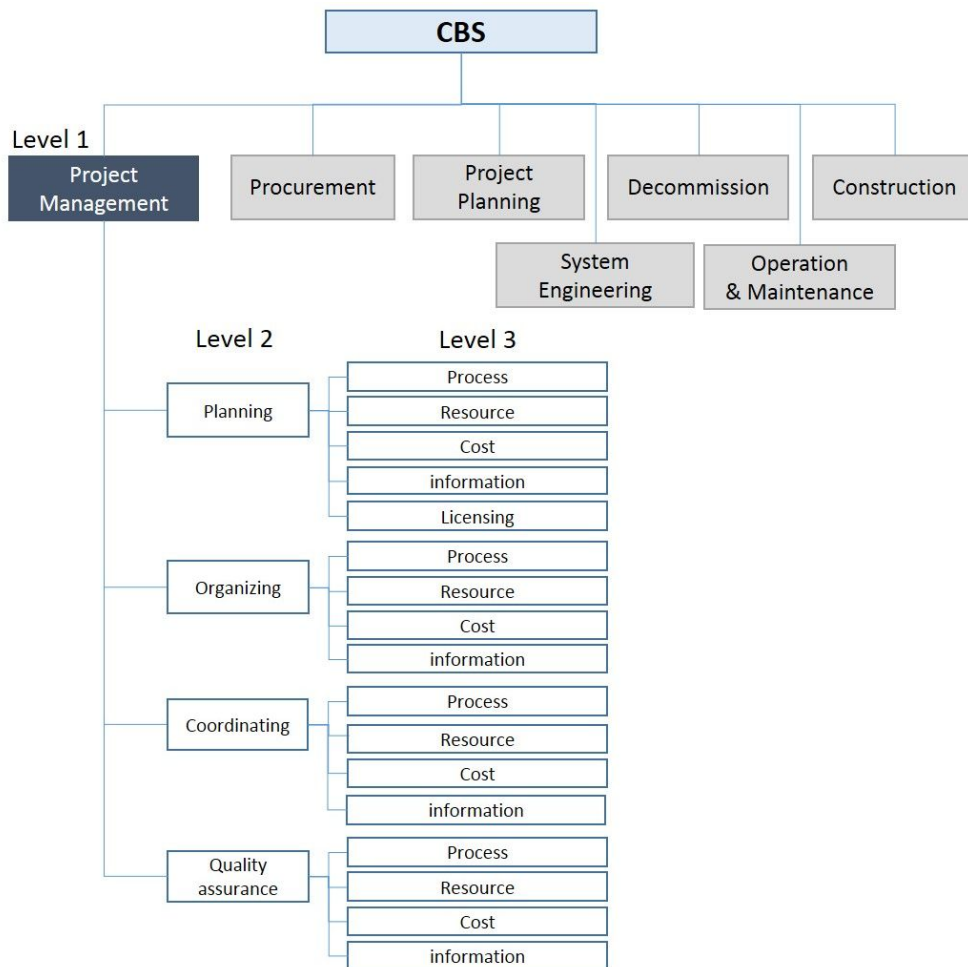 CBS
Level 1
Project
Management
Procurement
Project
Planning
Decommission
Construction
System
Engineering
Operation
& Maintenance
Level 2
Level 3
Planning
Process
Resource
Cost
information
Licensing
Organizing
Process
Resource
Cost
information
Coordinating
Process
Resource
Cost
information
Quality
assurance
Process
Resource
Cost
information